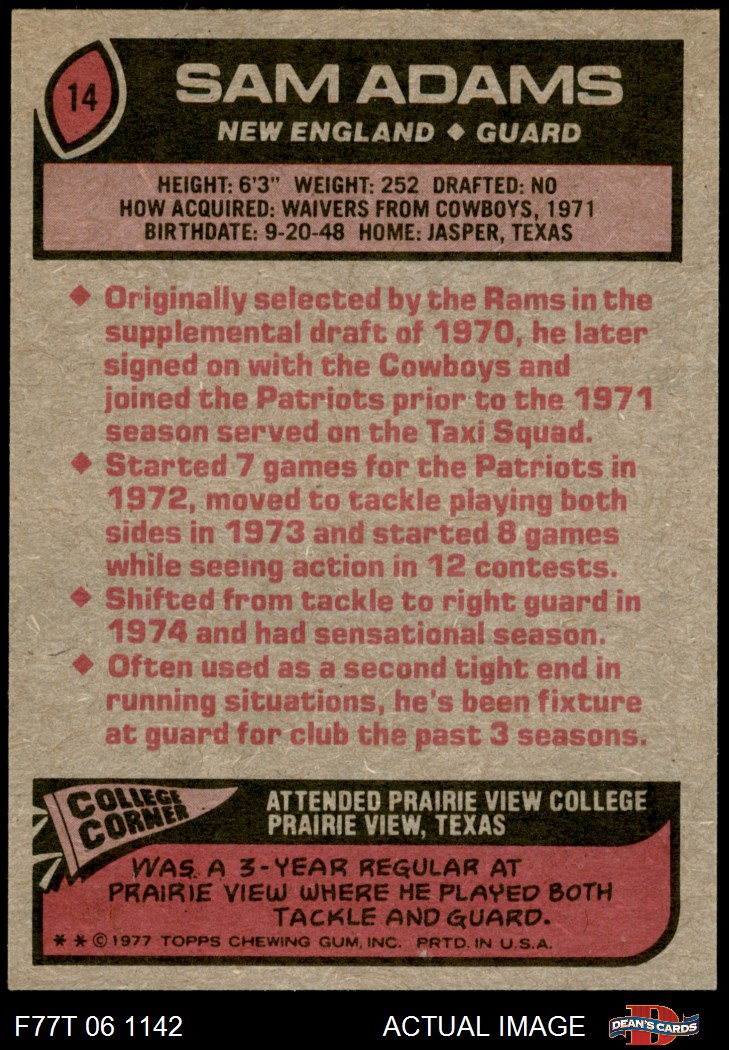 14
SAM ADAMS
NEW ENGLAND ◆ GUARD
HEIGHT: 6'3" WEIGHT: 252 DRAFTED: NO
HOW ACQUIRED: WAIVERS FROM COWBOYS, 1971
BIRTHDATE: 9-20-48 HOME: JASPER, TEXAS
◆ Originally selected by the Rams in the
supplemental draft of 1970, he later
signed on with the Cowboys and
joined the Patriots prior to the 1971
season served on the Taxi Squad.
◆ Started 7 games for the Patriots in
1972, moved to tackle playing both
sides in 1973 and started 8 games
while seeing action in 12 contests.
◆ Shifted from tackle to right guard in
1974 and had sensational season.
◆ Often used as a second tight end in
running situations, he's been fixture
at guard for club the past 3 seasons.
COLLEGE
CORNER
ATTENDED PRAIRIE VIEW COLLEGE
PRAIRIE VIEW, TEXAS
WAS A 3-YEAR REGULAR AT
PRAIRIE VIEW WHERE HE PLAYED BOTH
TACKLE AND GUARD.
* * © 1977 TOPPS CHEWING GUM, INC. PRTD. IN U.S.A.
F77T 06 1142
ACTUAL IMAGE
D
DEAN'S CARDS